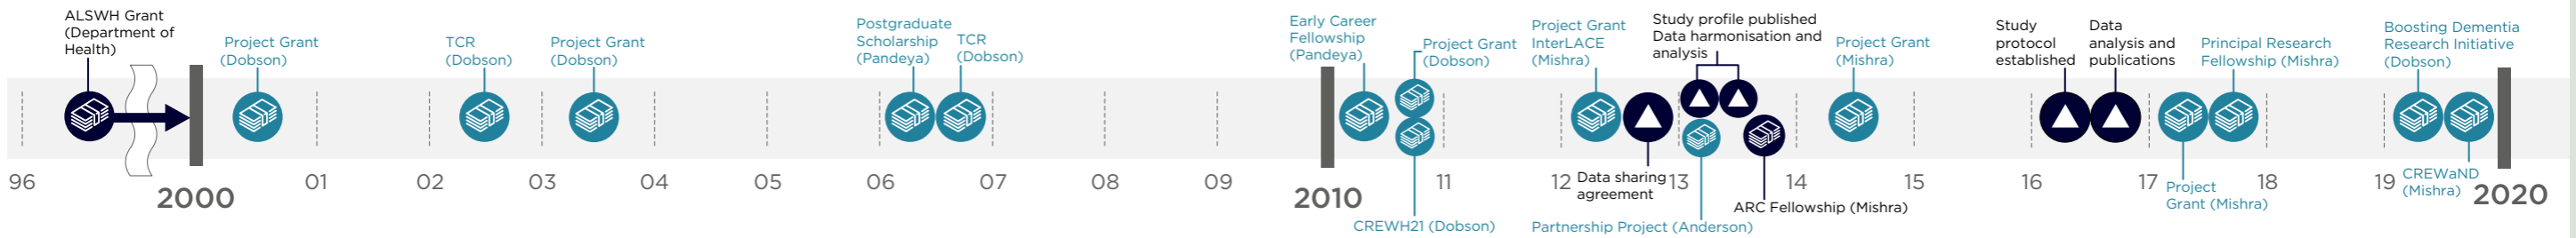 ALSWH Grant
(Department of
Health)
Project Grant
(Dobson)
TCR
(Dobson)
Project Grant
(Dobson)
Postgraduate
Scholarship
(Pandeya)
TCR
(Dobson)
Early Career
Fellowship
(Pandeya)
Project Grant
(Dobson)
Project Grant
InterLACE
(Mishra)
Study profile published
Data harmonisation and
analysis
Project Grant
(Mishra)
Study
protocol
established
Data
analysis and
publications
Principal Research
Fellowship (Mishra)
Boosting Dementia
Research Initiative
(Dobson)
96
2000
01
02
03
04
05
06
07
08
09
2010
11
12
13
14
15
16
17
18
19
2020
CREWH21 (Dobson)
Data sharing
agreement
Partnership Project (Anderson)
ARC Fellowship (Mishra)
Project
Grant (Mishra)
CREWaND
(Mishra)